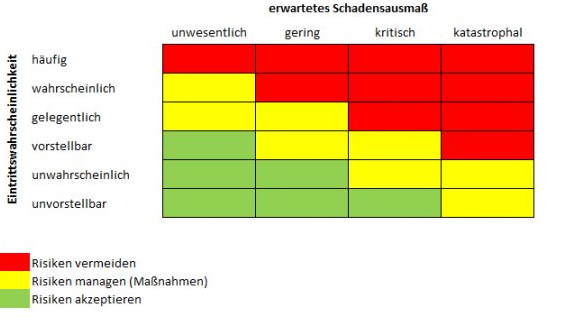 erwartetes Schadensausmaß
unwesentlich gering kritisch katastrophal
Eintrittswahrscheinlichkeit
häufig
wahrscheinlich
gelegentlich
vorstellbar
unwahrscheinlich
unvorstellbar
Risiken vermeiden
Risiken managen (Maßnahmen)
Risiken akzeptieren